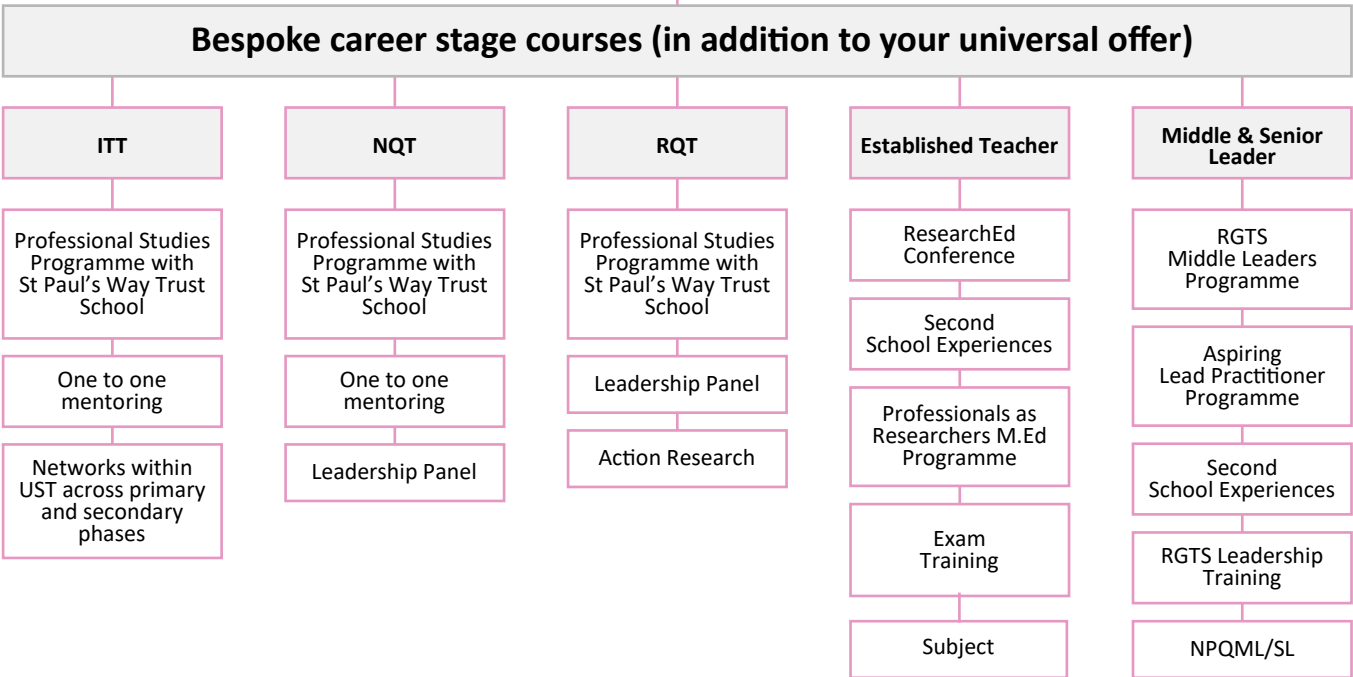 Bespoke career stage courses (in addition to your universal offer)
ITT
Professional Studies
Programme with
St Paul’s Way Trust
School
One to one
mentoring
Networks within
UST across primary
and secondary
phases
NQT
Professional Studies
Programme with
St Paul’s Way Trust
School
One to one
mentoring
Leadership Panel
RQT
Professional Studies
Programme with
St Paul’s Way Trust
School
Leadership Panel
Action Research
Established Teacher
ResearchEd
Conference
Second
School Experiences
Professionals as
Researchers M.Ed
Programme
Exam
Training
Subject
Middle & Senior
Leader
RGTS
Middle Leaders
Programme
Aspiring
Lead Practitioner
Programme
Second
School Experiences
RGTS Leadership
Training
NPQML/SL